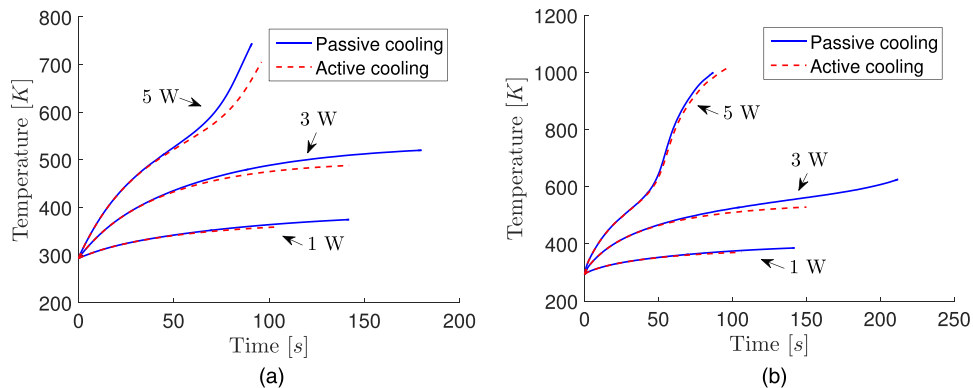 800
700
600
500
400
300
200
Temperature [K]
Passive cooling
Active cooling
5 W
3 W
1 W
0
50
100
150
200
Time [s]
(a)
1200
1000
800
600
400
200
Temperature [K]
Passive cooling
Active cooling
5 W
3 W
1 W
0
50
100
150
200
250
Time [s]
(b)